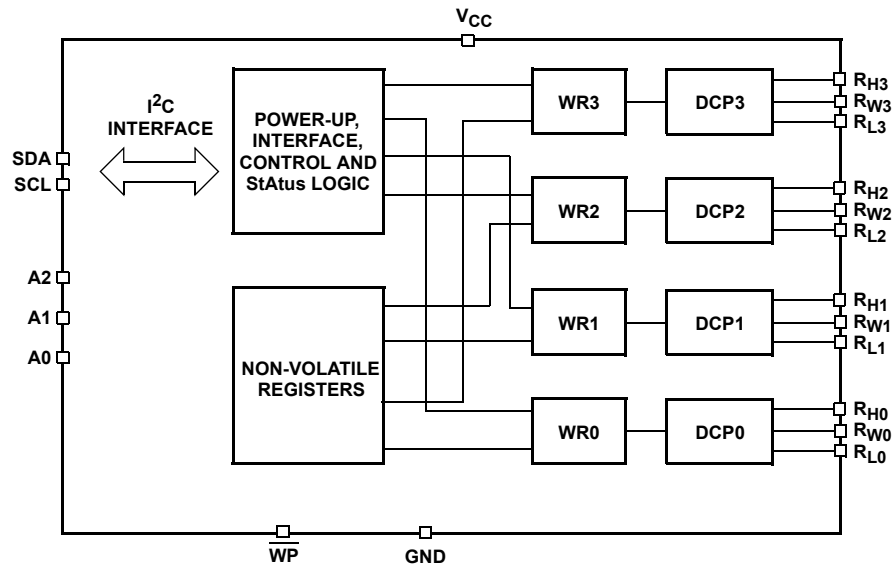 VCC
I2C
INTERFACE
SDA
SCL
A2
A1
A0
POWER-UP,
INTERFACE,
CONTROL AND
StAtus LOGIC
NON-VOLATILE
REGISTERS
WR3
DCP3
RH3
RW3
RL3
WR2
DCP2
RH2
RW2
RL2
WR1
DCP1
RH1
RW1
RL1
WR0
DCP0
RH0
RW0
RL0
WP
GND